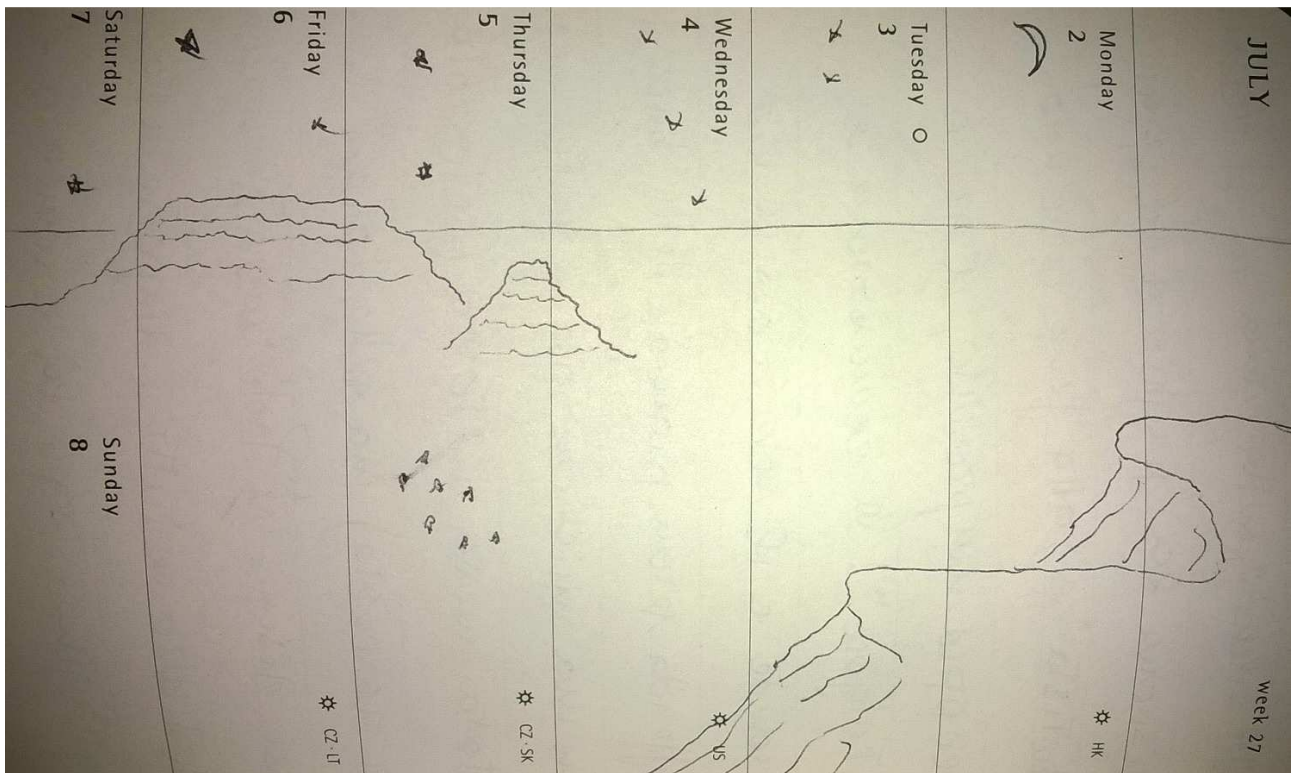 JULY
Week 27
Monday
2
HK
Tuesday
3
Wednesday
4
US
Thursday
5
CZ · SK
Friday
6
CZ · LT
Saturday
7
Sunday
8